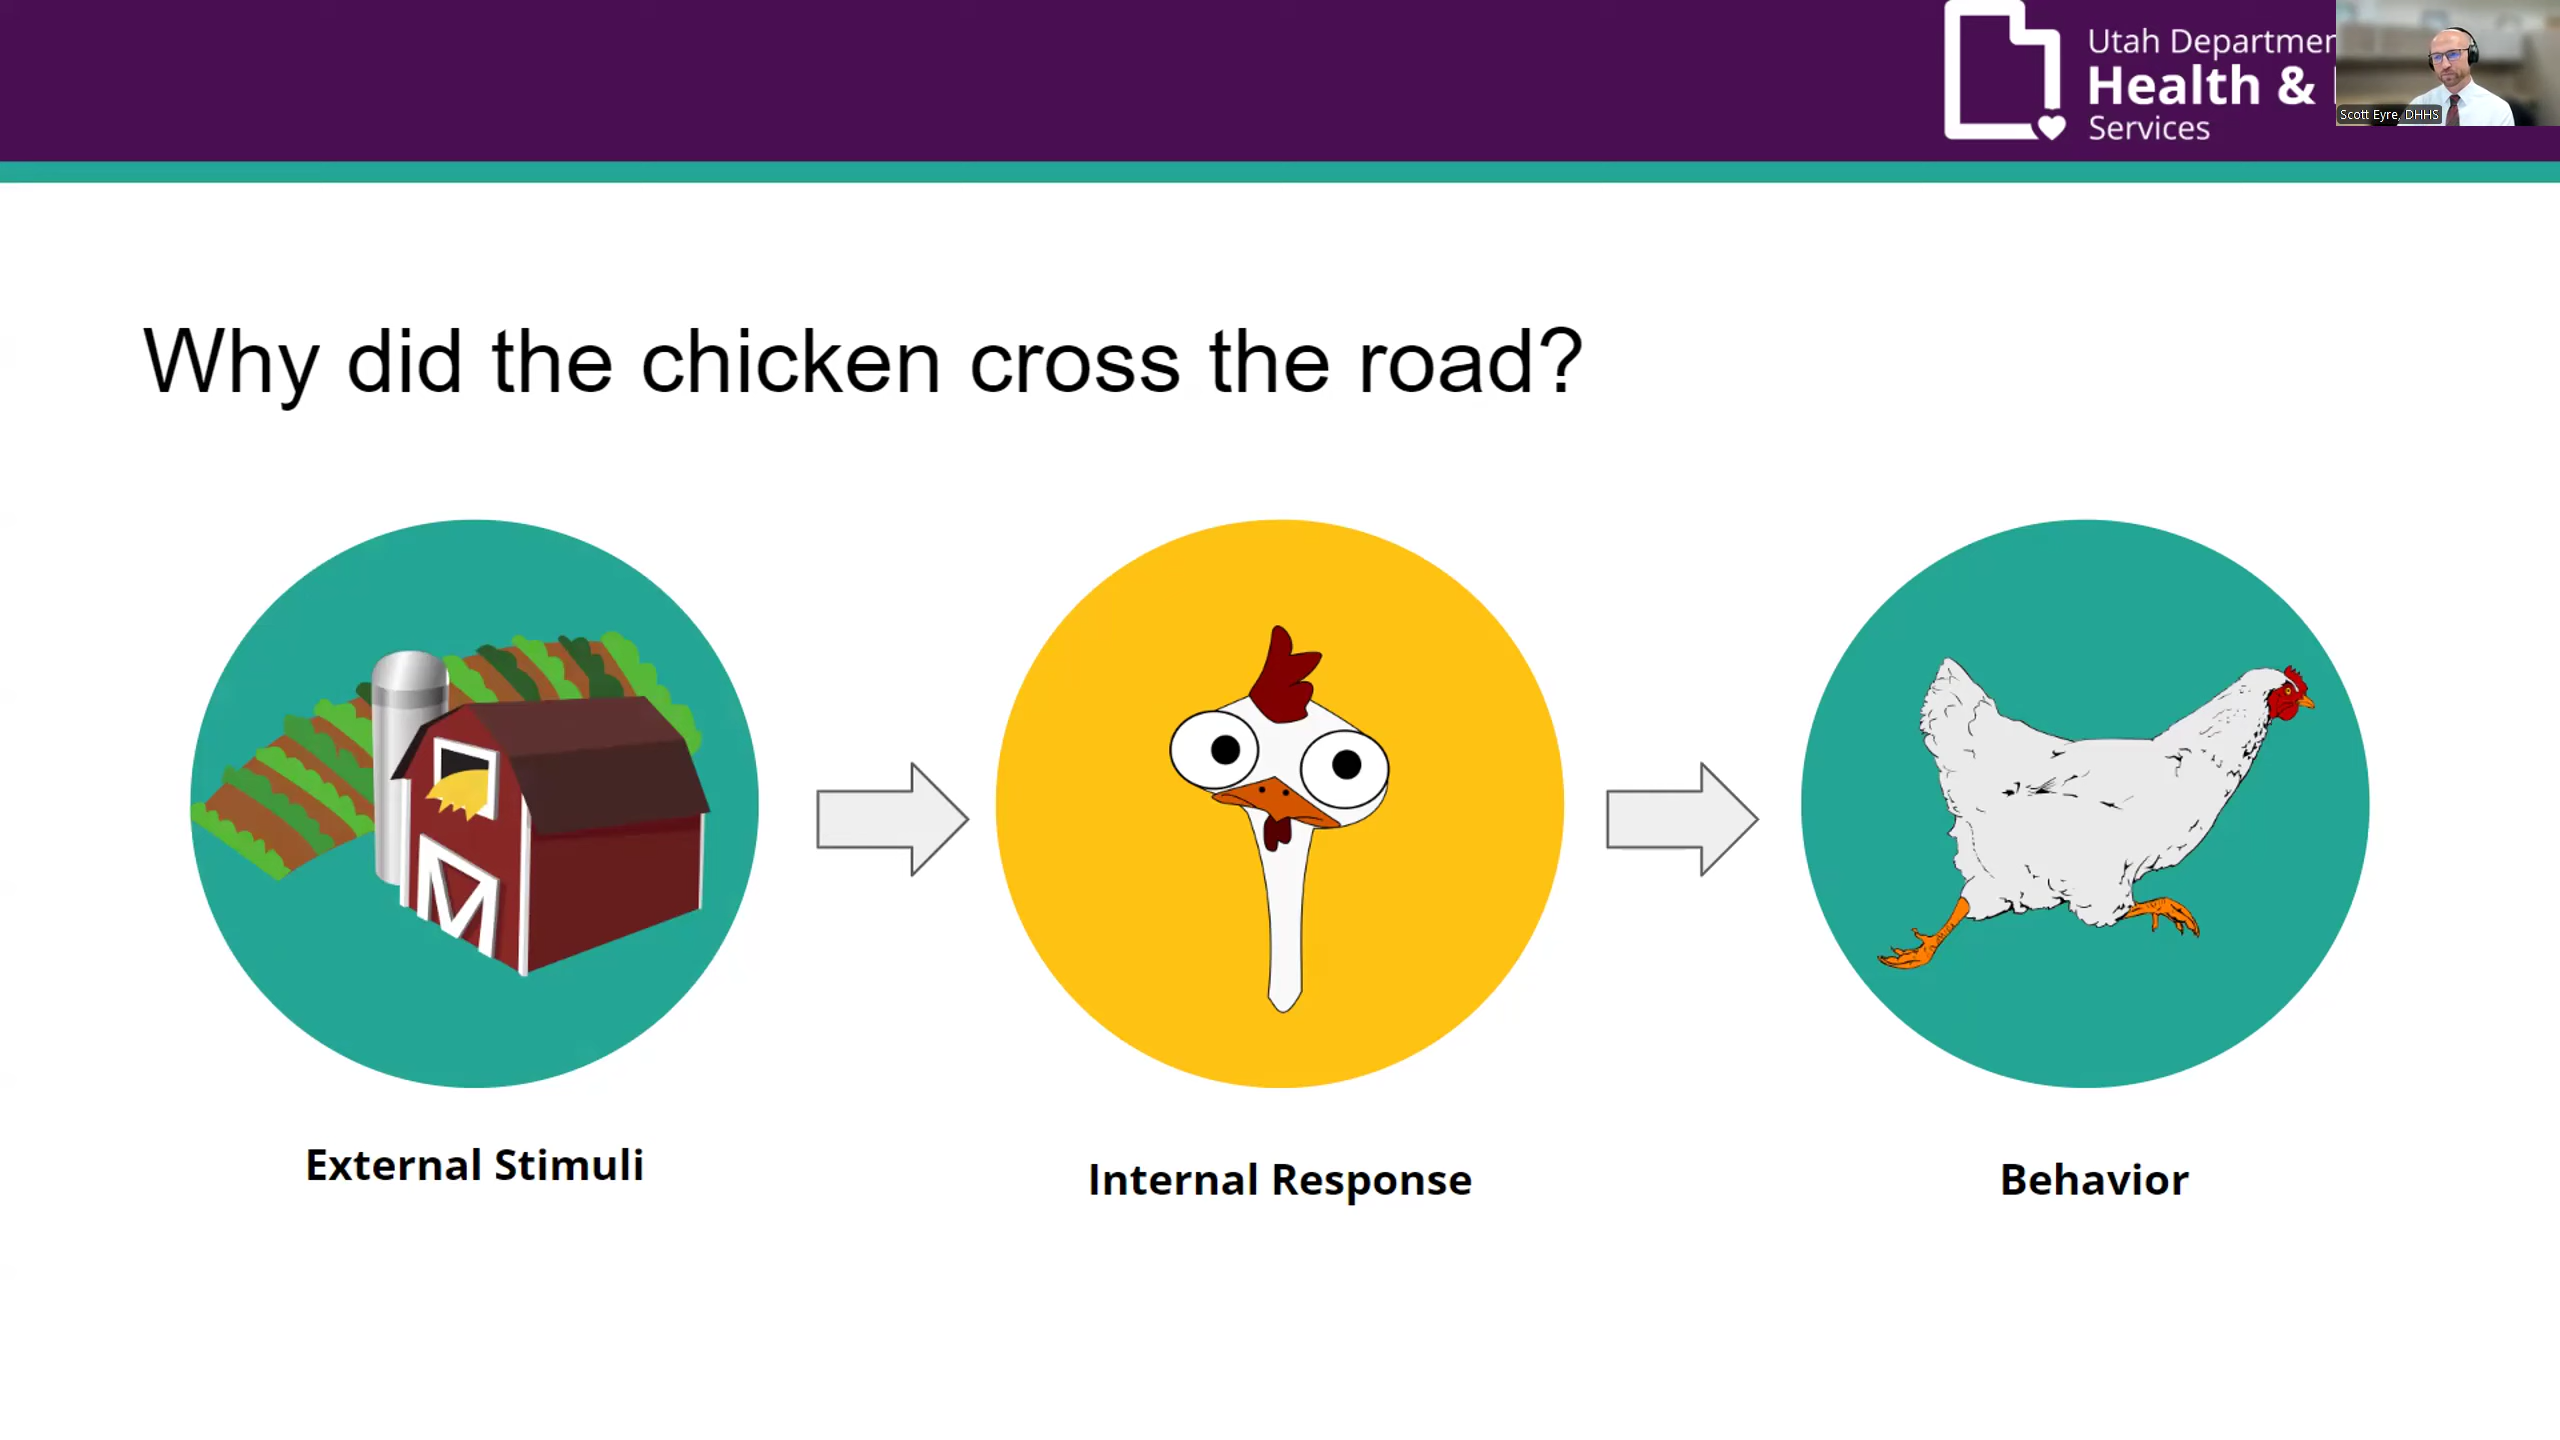 Utah Departmen
Health &
Services
Scott Eyre, DHHS
Why did the chicken cross the road?
External Stimuli
Internal Response
Behavior